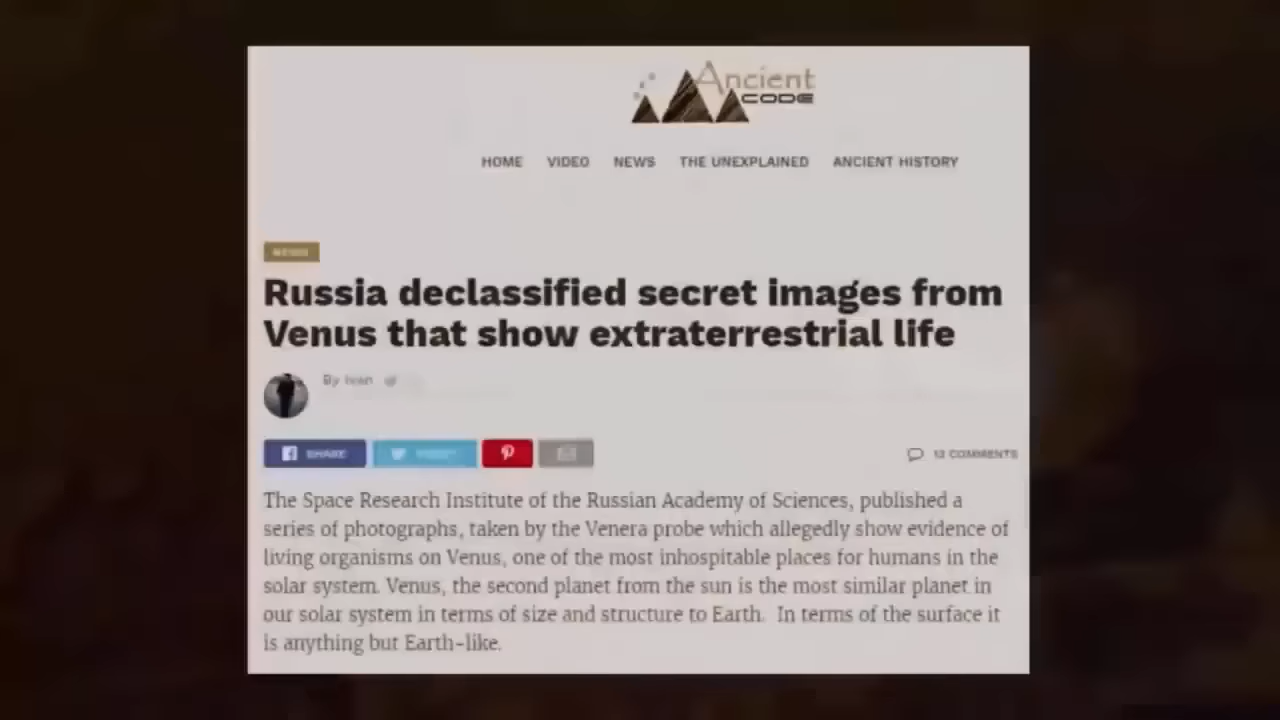 Ancient
CODE
HOME VIDEO NEWS THE UNEXPLAINED ANCIENT HISTORY
Russia declassified secret images from
Venus that show extraterrestrial life
By Ivan
SHARE
13 COMMENTS
The Space Research Institute of the Russian Academy of Sciences, published a
series of photographs, taken by the Venera probe which allegedly show evidence of
living organisms on Venus, one of the most inhospitable places for humans in the
solar system. Venus, the second planet from the sun is the most similar planet in
our solar system in terms of size and structure to Earth. In terms of the surface it
is anything but Earth-like.